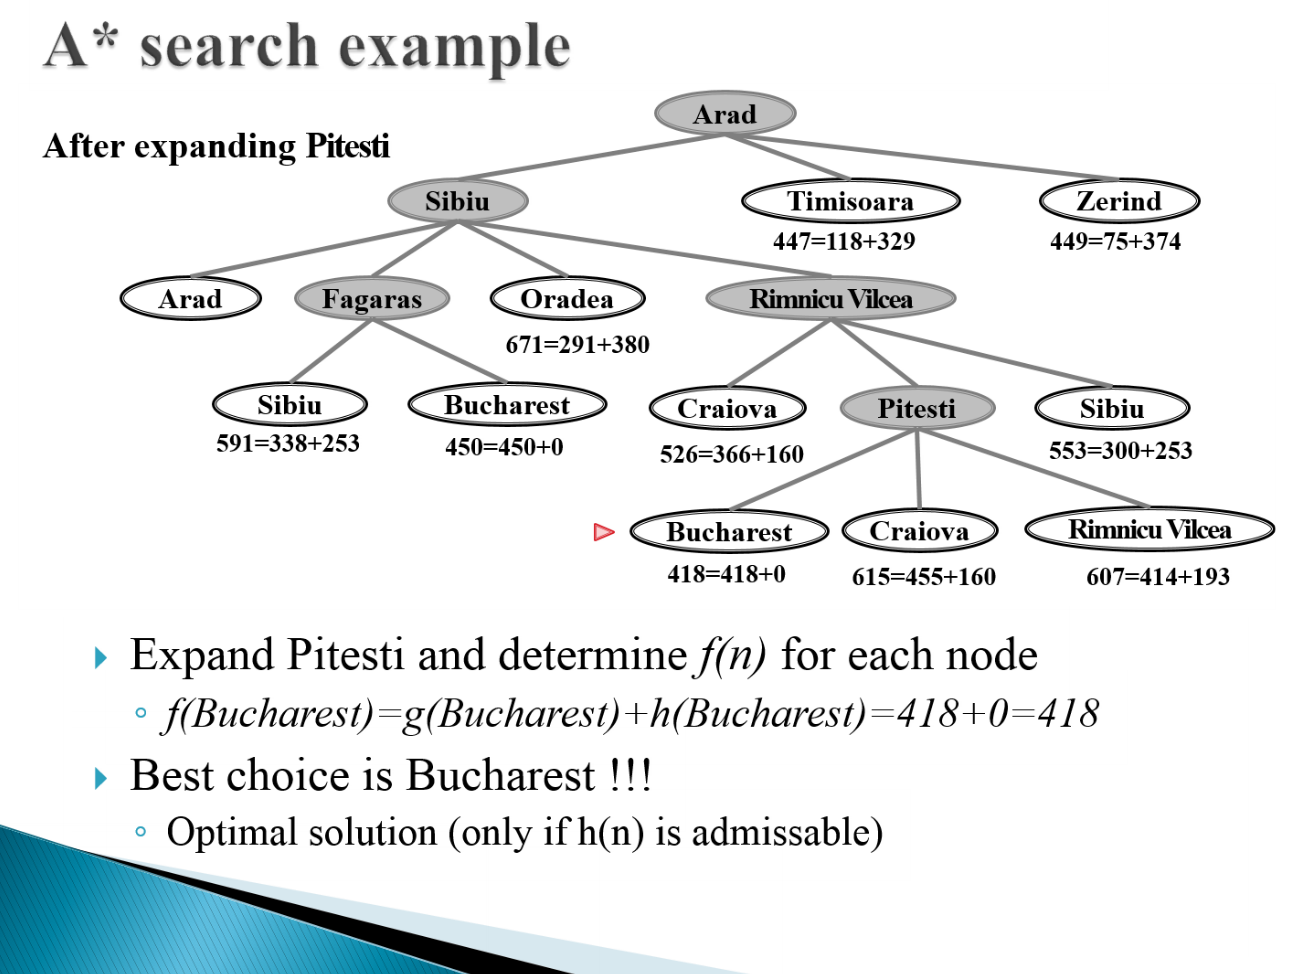 A* search example
After expanding Pitesti
Arad
Sibiu
Timisoara
Zerind
447=118+329
449=75+374
Arad
Fagaras
Oradea
Rimnicu Vilcea
671=291+380
Sibiu
Bucharest
Craiova
Pitesti
Sibiu
591=338+253
450=450+0
526=366+160
553=300+253
Bucharest
Craiova
Rimnicu Vilcea
418=418+0
615=455+160
607=414+193
Expand Pitesti and determine f(n) for each node
f(Bucharest)=g(Bucharest)+h(Bucharest)=418+0=418
Best choice is Bucharest !!!
Optimal solution (only if h(n) is admissable)